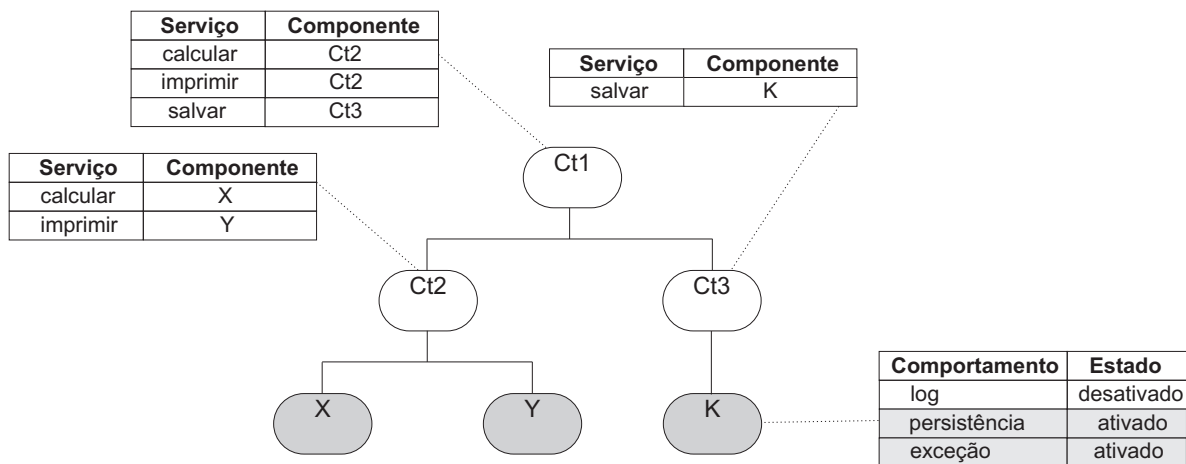 Serviço Componente
calcular Ct2
imprimir Ct2
salvar Ct3
Serviço Componente
salvar K
Serviço Componente
calcular X
imprimir Y
Ct1
Ct2
Ct3
X
Y
K
Comportamento Estado
log desativado
persistência ativado
exceção ativado